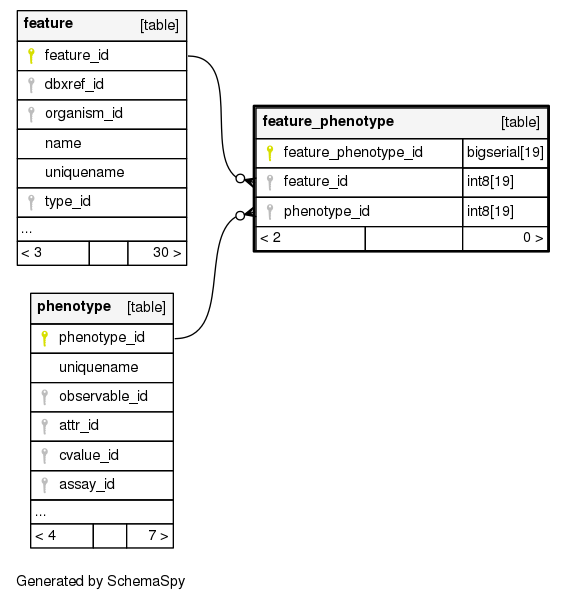 feature [table]
feature_id
dbxref_id
organism_id
name
uniquename
type_id
...
< 3 30 >
feature_phenotype [table]
feature_phenotype_id bigserial[19]
feature_id int8[19]
phenotype_id int8[19]
< 2 0 >
phenotype [table]
phenotype_id
uniquename
observable_id
attr_id
cvalue_id
assay_id
...
< 4 7 >
Generated by SchemaSpy